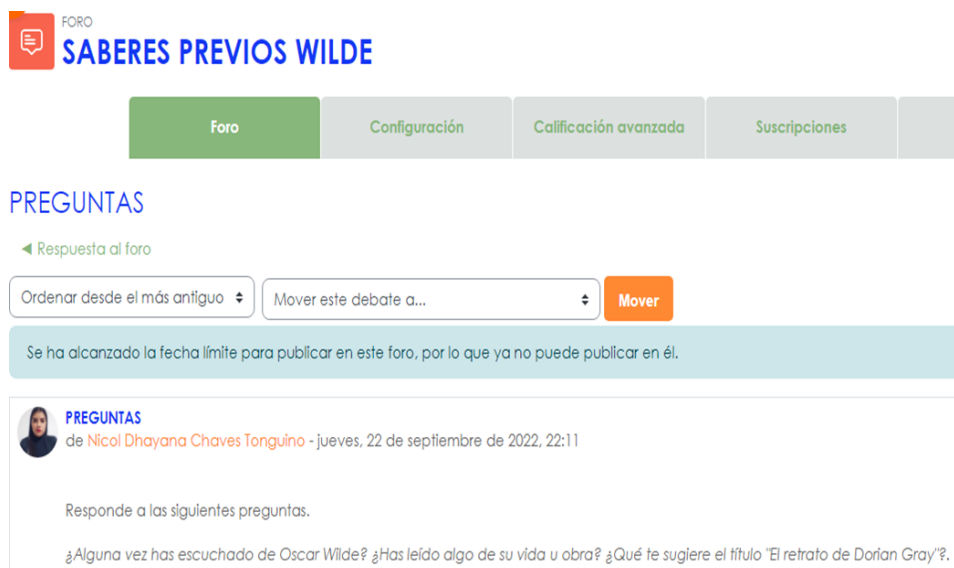 FORO
SABERES PREVIOS WILDE
Foro
Configuración
Calificación avanzada
Suscripciones
PREGUNTAS
◀ Respuesta al foro
Ordenar desde el más antiguo
Mover este debate a...
Mover
Se ha alcanzado la fecha límite para publicar en este foro, por lo que ya no puede publicar en él.
PREGUNTAS
de Nicol Dhayana Chaves Tonguino - jueves, 22 de septiembre de 2022, 22:11
Responde a las siguientes preguntas.
¿Alguna vez has escuchado de Oscar Wilde? ¿Has leído algo de su vida u obra? ¿Qué te sugiere el título "El retrato de Dorian Gray"?.